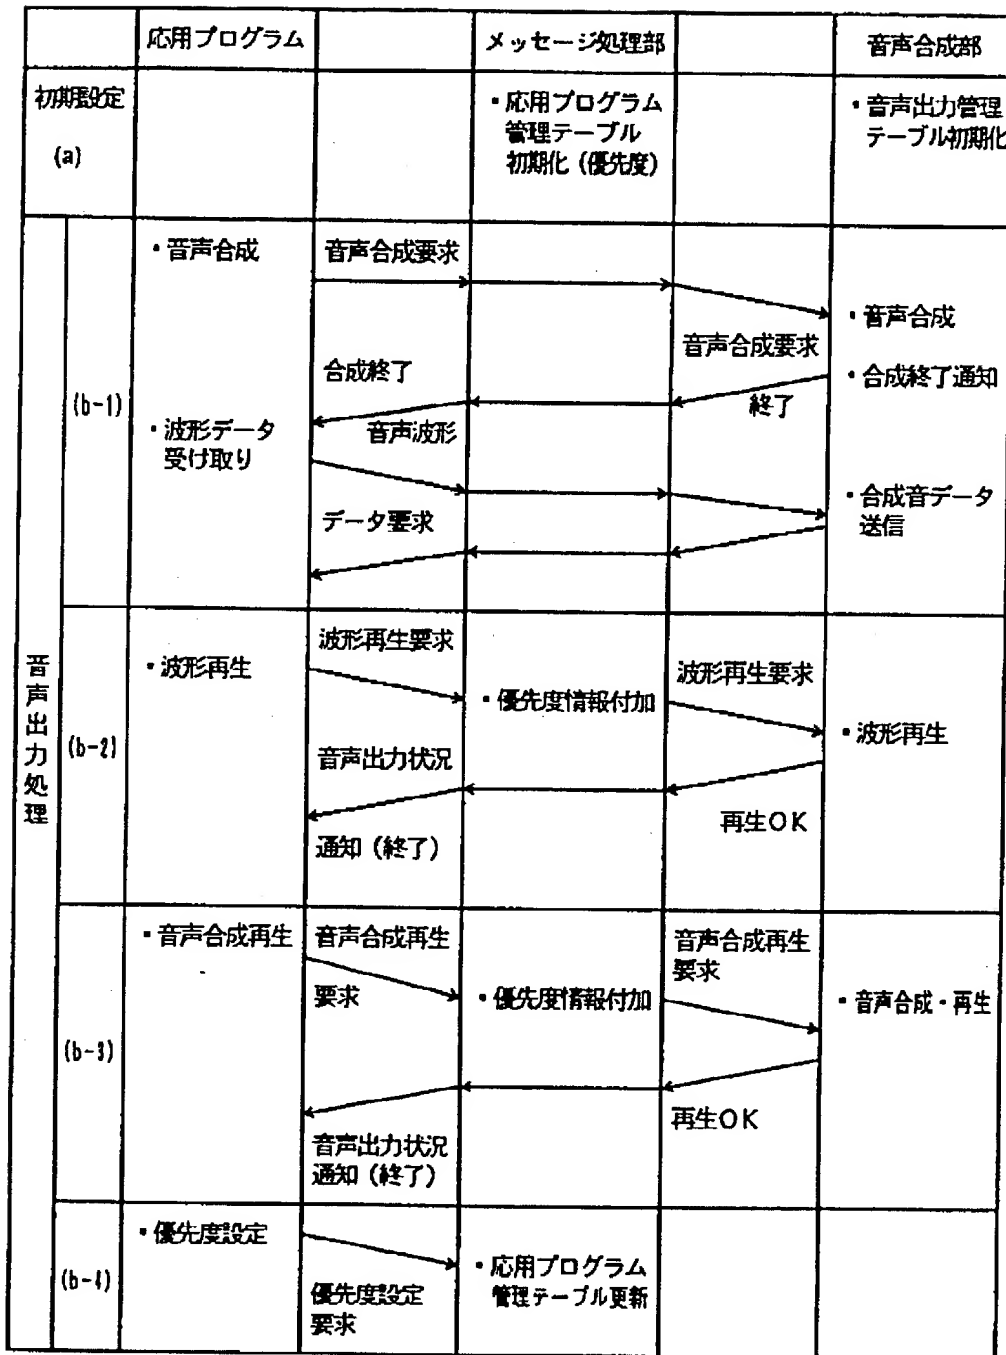 応用プログラム
メッセージ処理部
音声合成部
初期設定
(a)
・応用プログラム
管理テーブル
初期化（優先度）
・音声出力管理
テーブル初期化
音声出力処理
(b-1)
・音声合成
音声合成要求
音声合成要求
・音声合成
合成終了
終了
・合成終了通知
・波形データ
受け取り
音声波形
データ要求
・合成音データ
送信
(b-2)
・波形再生
波形再生要求
・優先度情報付加
波形再生要求
・波形再生
音声出力状況
通知（終了）
再生OK
(b-3)
・音声合成再生
音声合成再生
要求
・優先度情報付加
音声合成再生
要求
・音声合成・再生
再生OK
音声出力状況
通知（終了）
(b-4)
・優先度設定
優先度設定
要求
・応用プログラム
管理テーブル更新